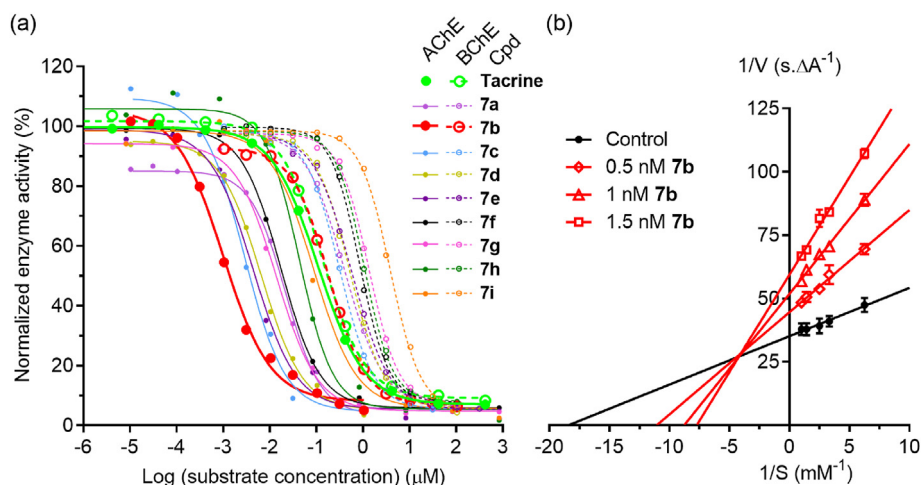 (a)
AChE BChE Cpd
Tacrine
7a
7b
7c
7d
7e
7f
7g
7h
7i
Normalized enzyme activity (%)
120
100
80
60
40
20
0
-6 -5 -4 -3 -2 -1 0 1 2 3
Log (substrate concentration) (μM)
(b)
1/V (s.ΔA⁻¹)
Control
0.5 nM 7b
1 nM 7b
1.5 nM 7b
125
100
75
50
25
-20 -15 -10 -5 0 5 10
1/S (mM⁻¹)